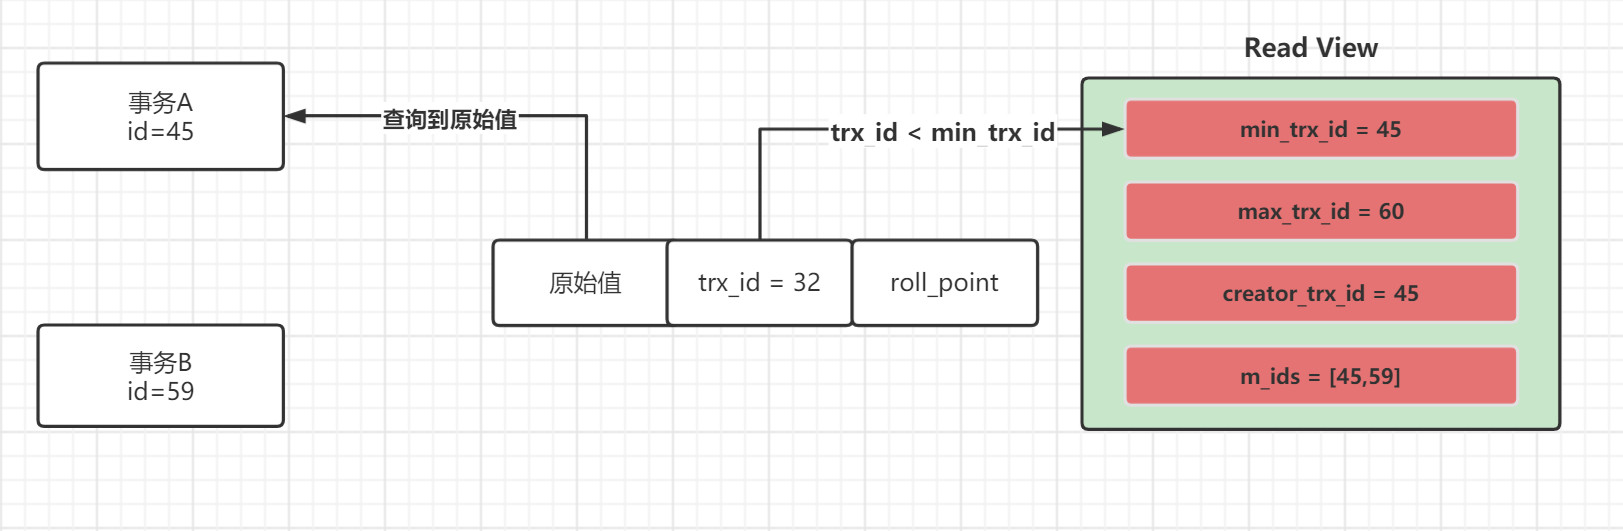 Read View
事务A
id=45
查询到原始值
trx_id < min_trx_id
min_trx_id = 45
max_trx_id = 60
原始值
trx_id = 32
roll_point
creator_trx_id = 45
事务B
id=59
m_ids = [45,59]